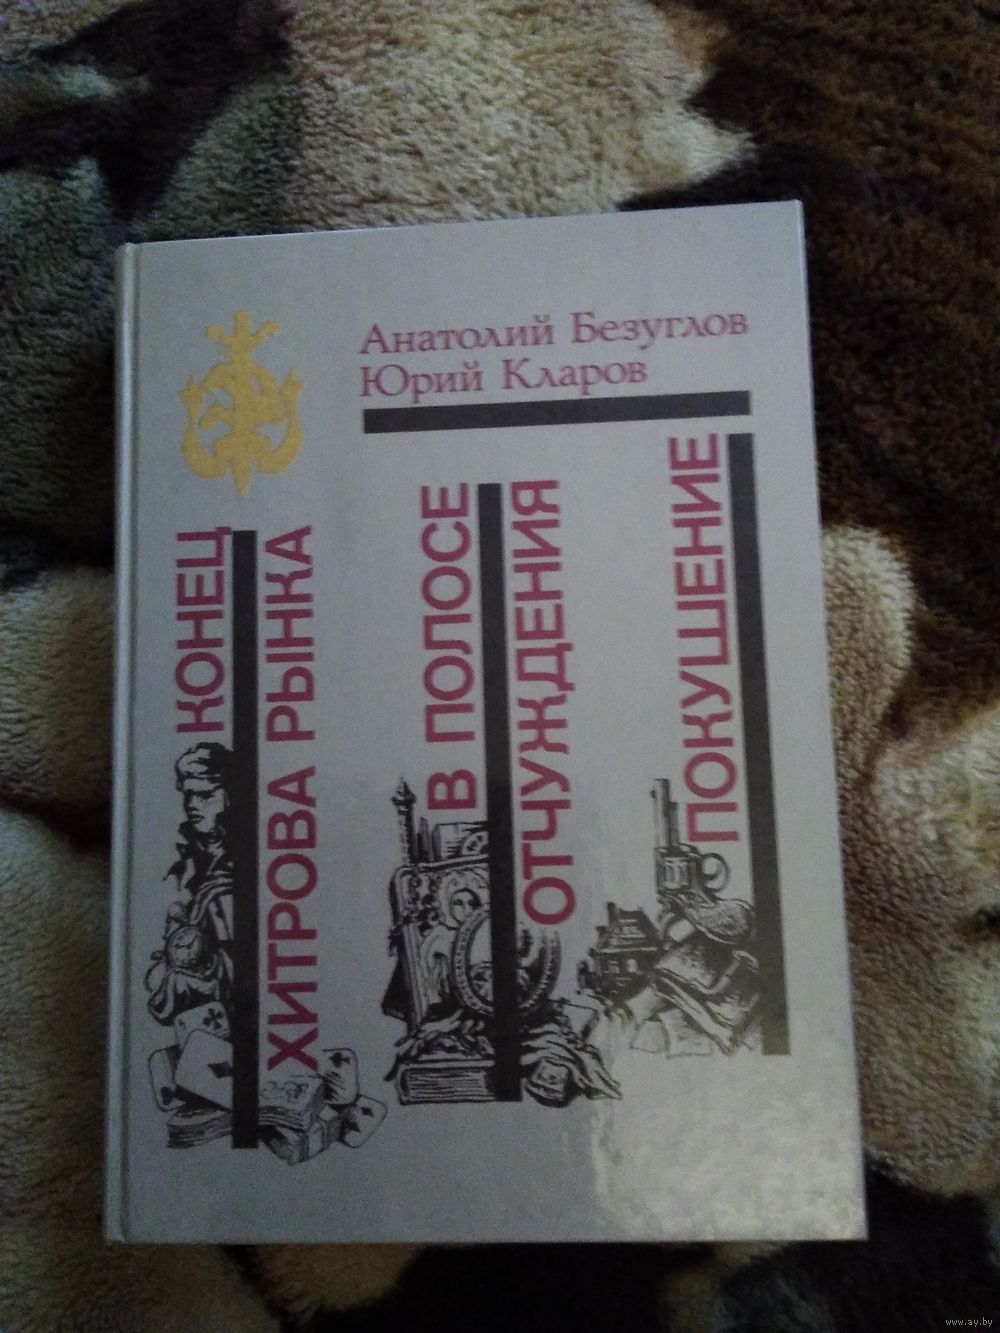 Анатолий Безуглов
Юрий Кларов
КОНЕЦ
ХИТРОВА РЫНКА
В ПОЛОСЕ
ОТЧУЖДЕНИЯ
ПОКУШЕНИЕ
www.ay.by